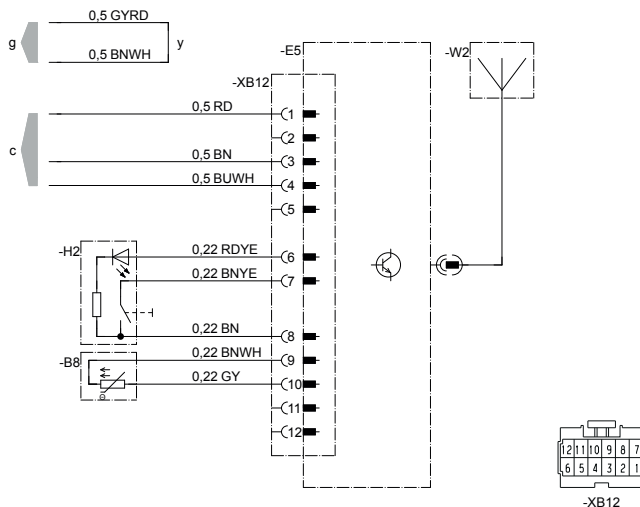 0,5 GYRD
g
y
0,5 BNWH
-E5
-W2
-XB12
0,5 RD
1
2
c
0,5 BN
3
0,5 BUWH
4
5
-H2
0,22 RDYE
6
0,22 BNYE
7
0,22 BN
8
0,22 BNWH
9
-B8
0,22 GY
10
11
12
12 11 10 9 8 7
6 5 4 3 2 1
-XB12